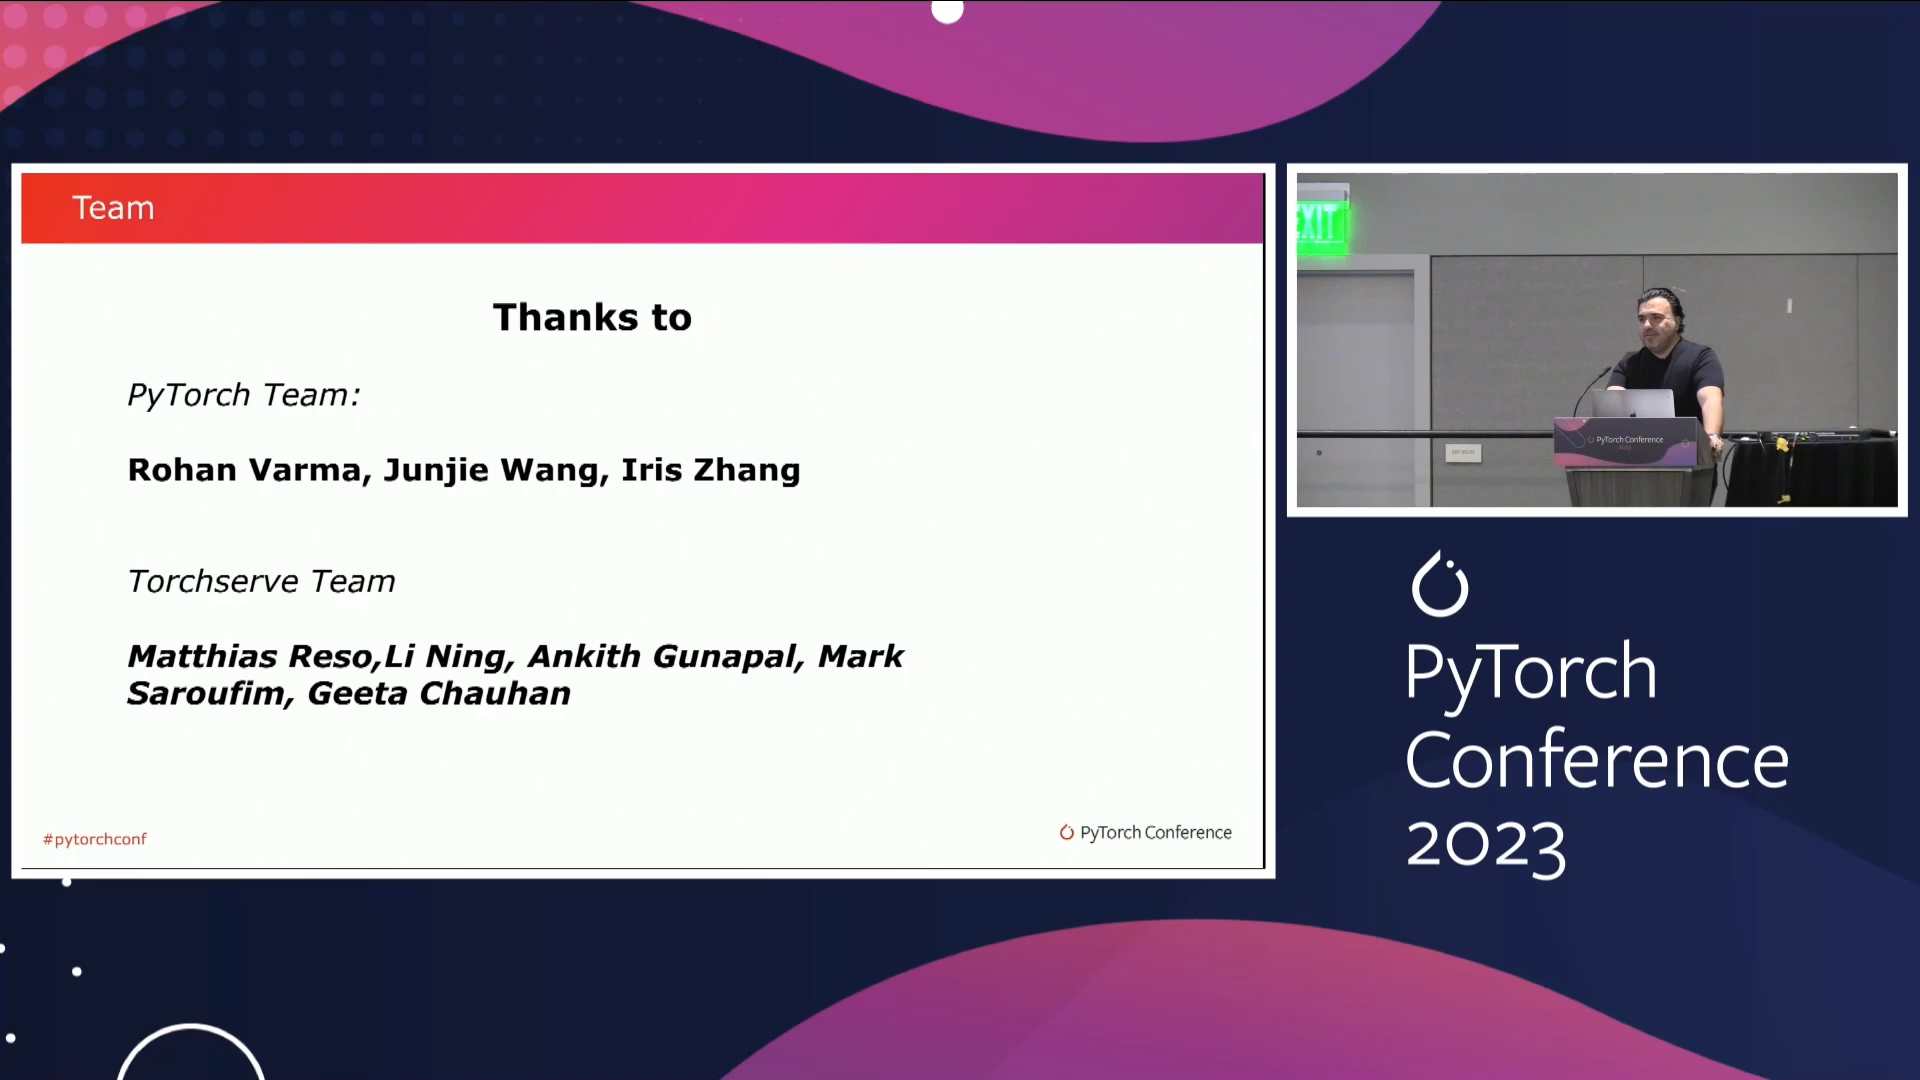 Team
Thanks to
PyTorch Team:
Rohan Varma, Junjie Wang, Iris Zhang
Torchserve Team
Matthias Reso,Li Ning, Ankith Gunapal, Mark
Saroufim, Geeta Chauhan
#pytorchconf
PyTorch Conference
EXIT
PyTorch Conference
PyTorch
Conference
2023